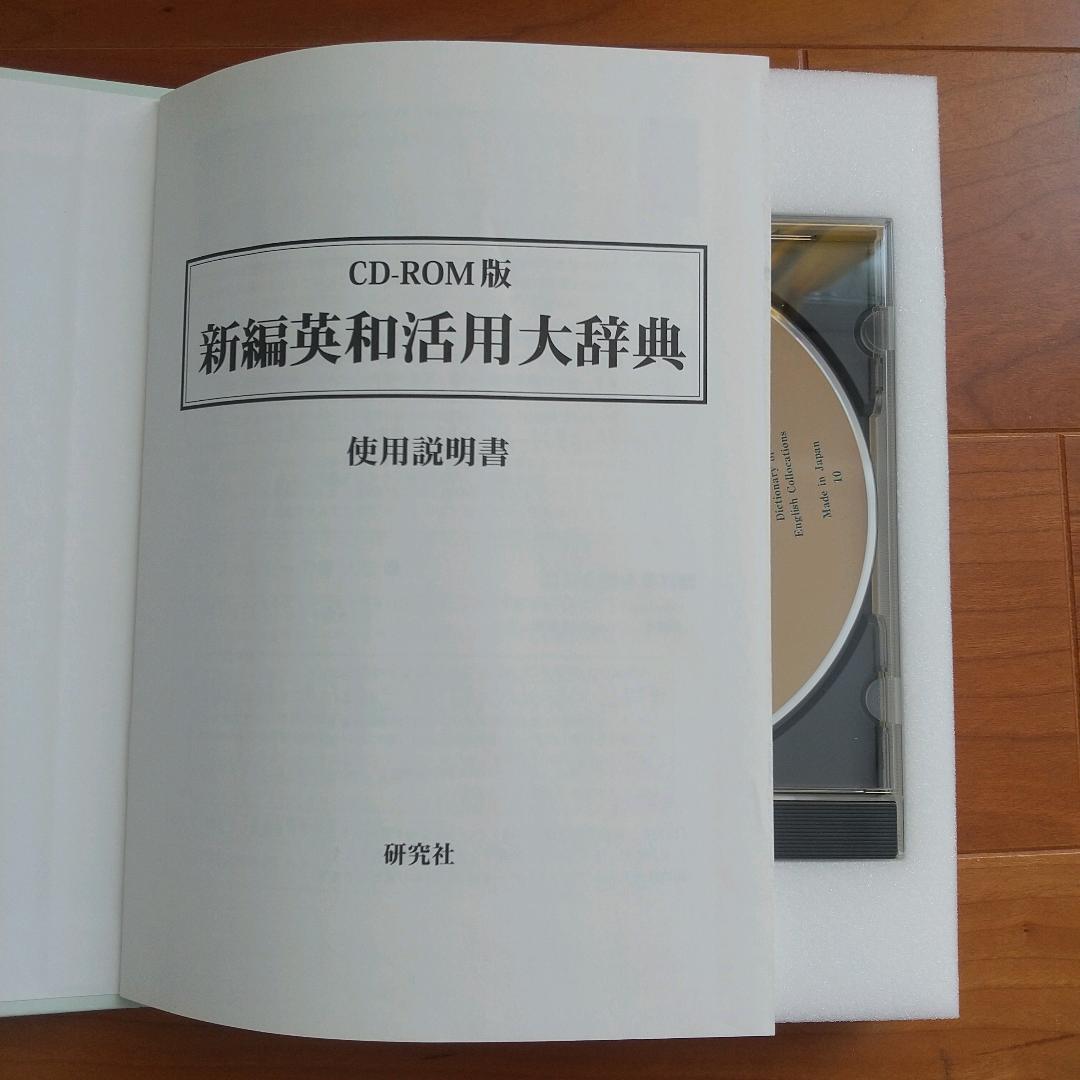 CD-ROM版
新編英和活用大辞典
使用説明書
研究社
Dictionary of
English Collocations
Made in Japan
10